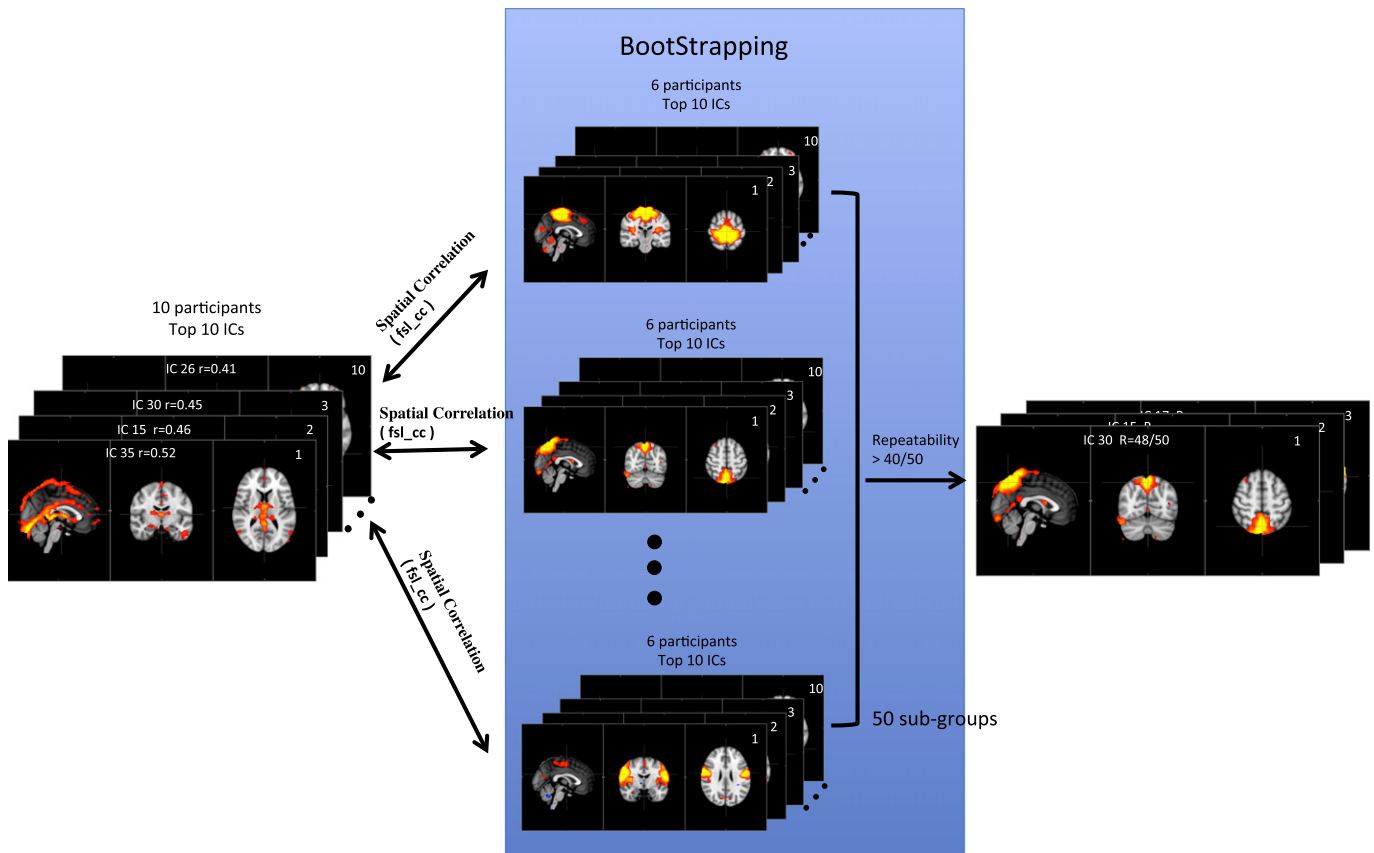 BootStrapping
6 participants
Top 10 ICs
10
3
2
1
Spatial Correlation
( fsl_cc )
10 participants
Top 10 ICs
IC 26 r=0.41
10
IC 30 r=0.45
3
IC 15 r=0.46
2
IC 35 r=0.52
1
Spatial Correlation
( fsl_cc )
6 participants
Top 10 ICs
10
3
2
1
Repeatability
> 40/50
3
2
IC 30 R=48/50
1
Spatial Correlation
( fsl_cc )
6 participants
Top 10 ICs
10
3
2
1
50 sub-groups